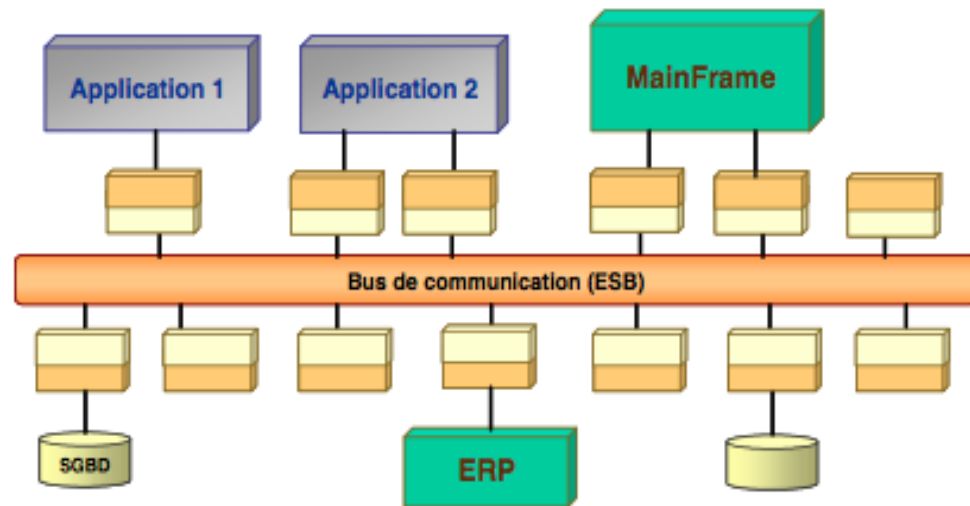 Application 1
Application 2
MainFrame
Bus de communication (ESB)
SGBD
ERP